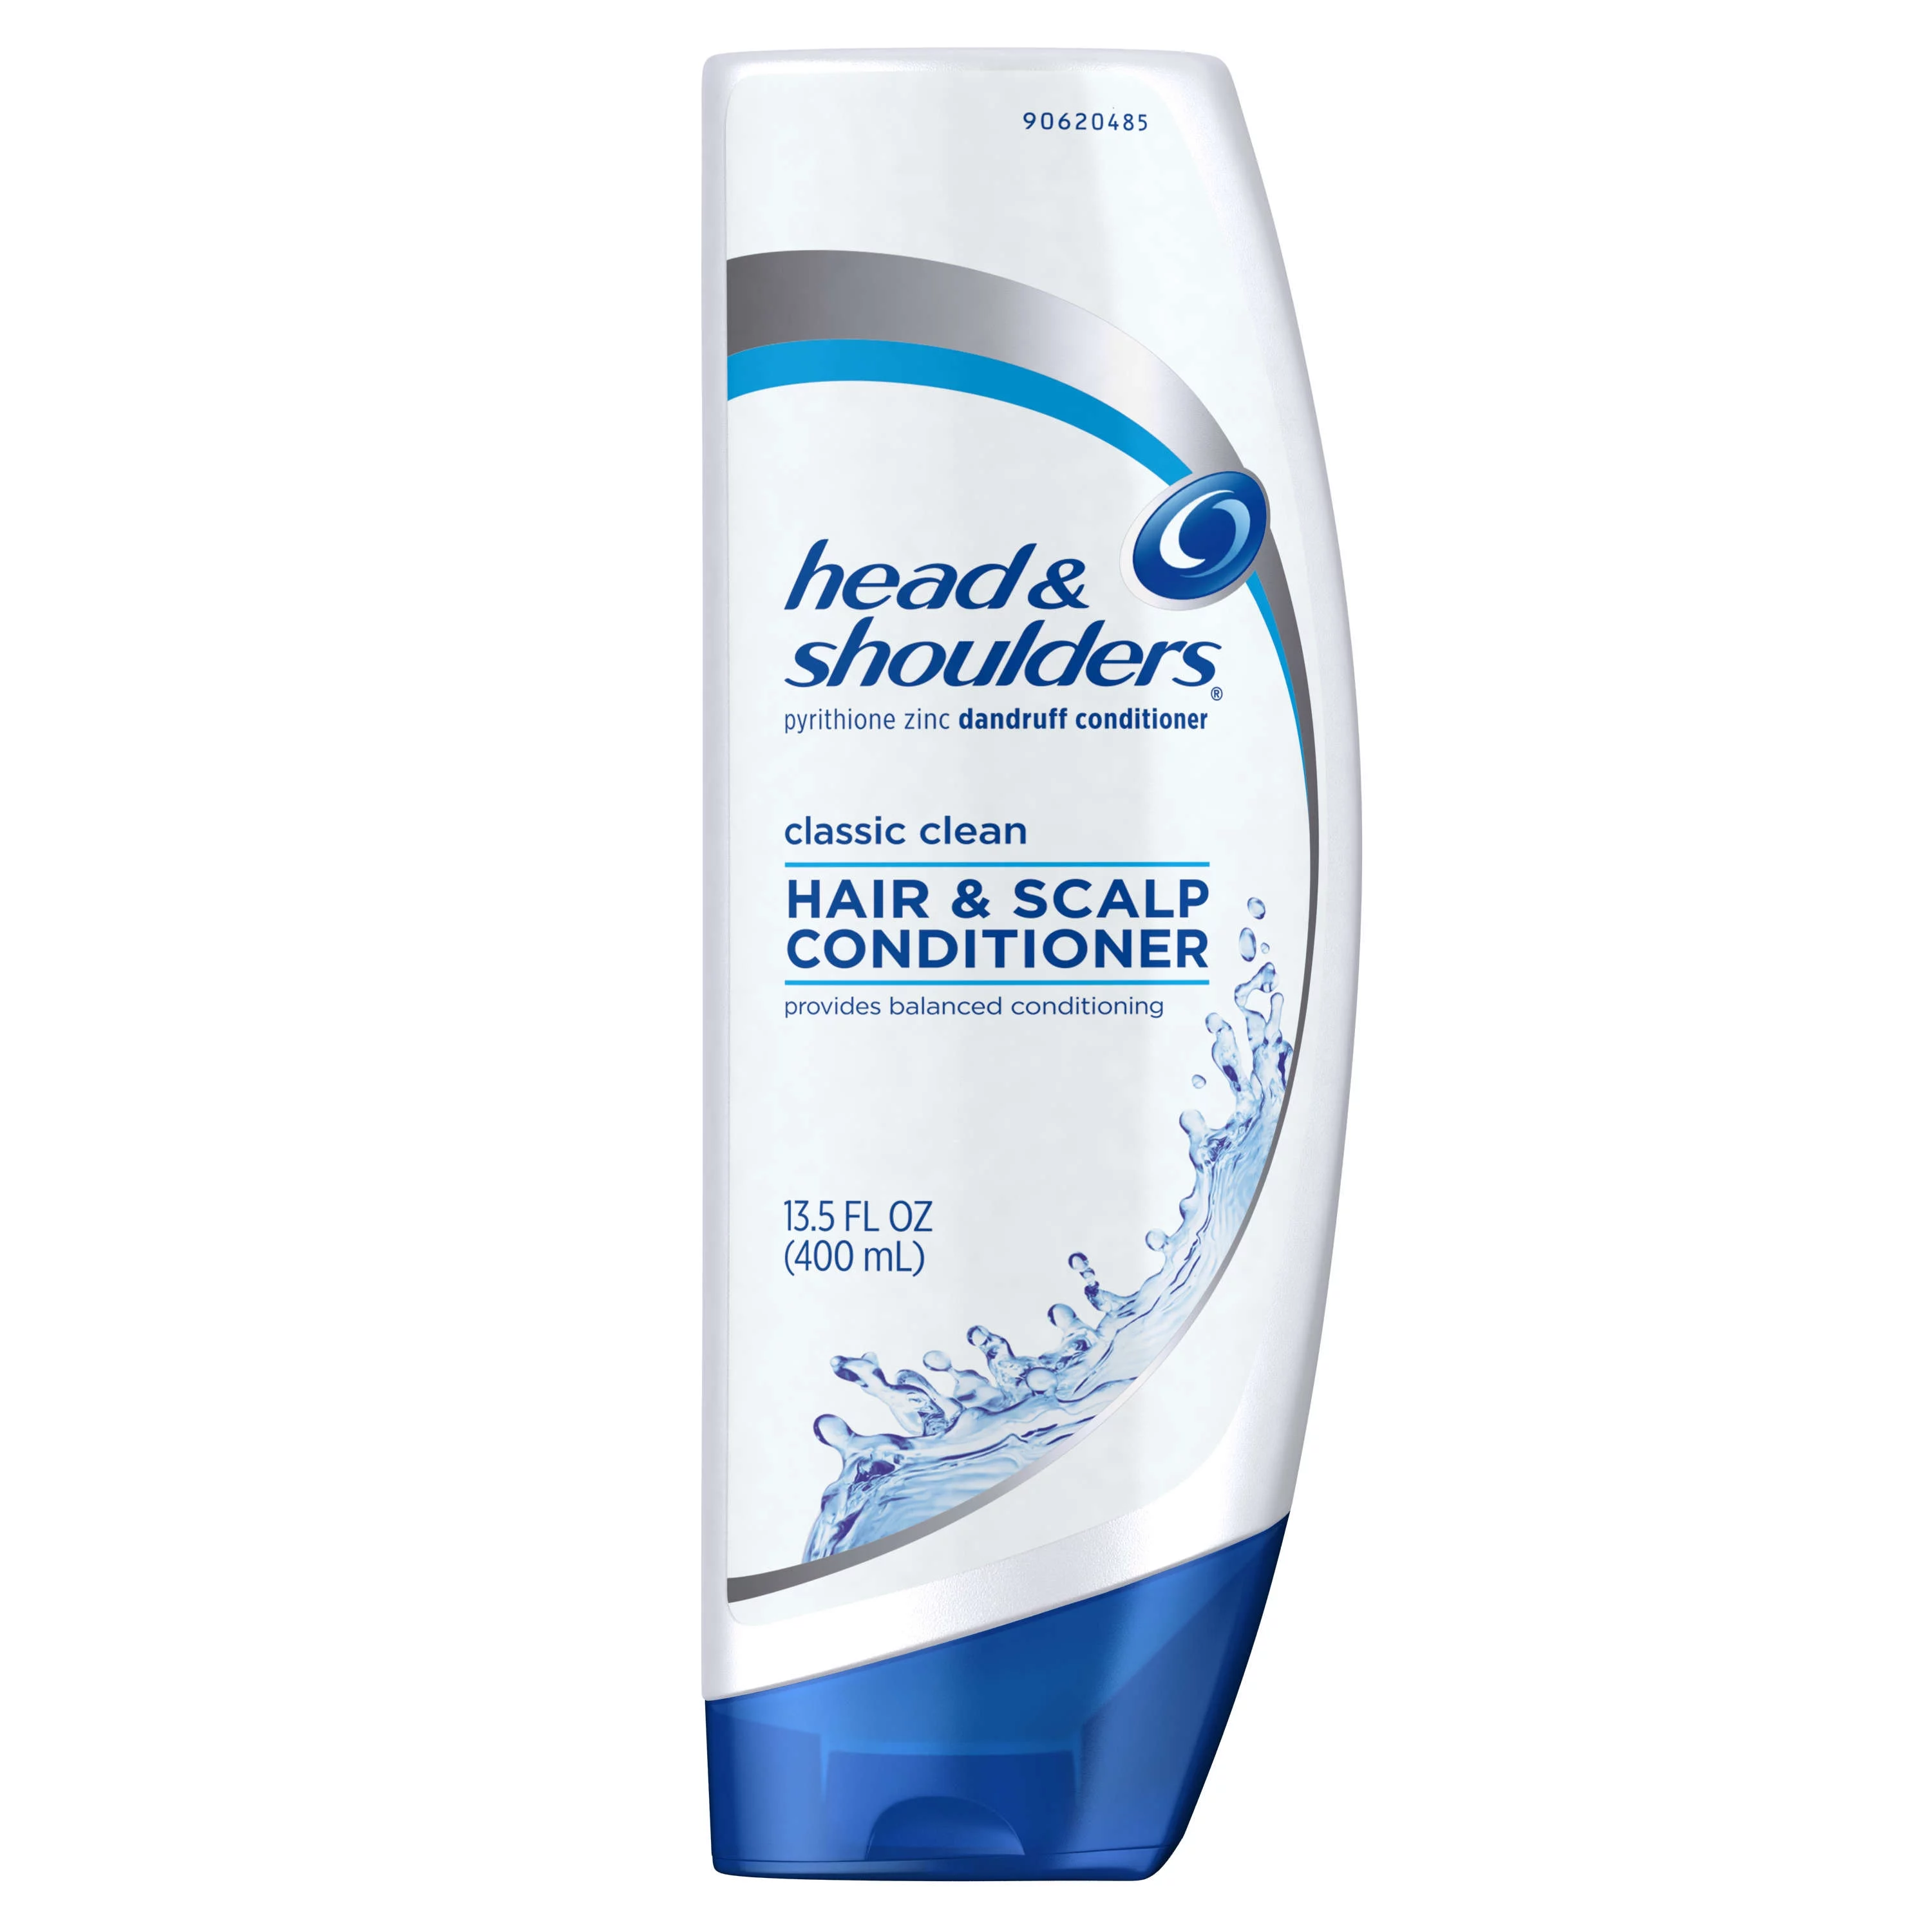 90620485
head &
shoulders®
pyrithione zinc dandruff conditioner
classic clean
HAIR & SCALP
CONDITIONER
provides balanced conditioning
13.5 FL OZ
(400 mL)